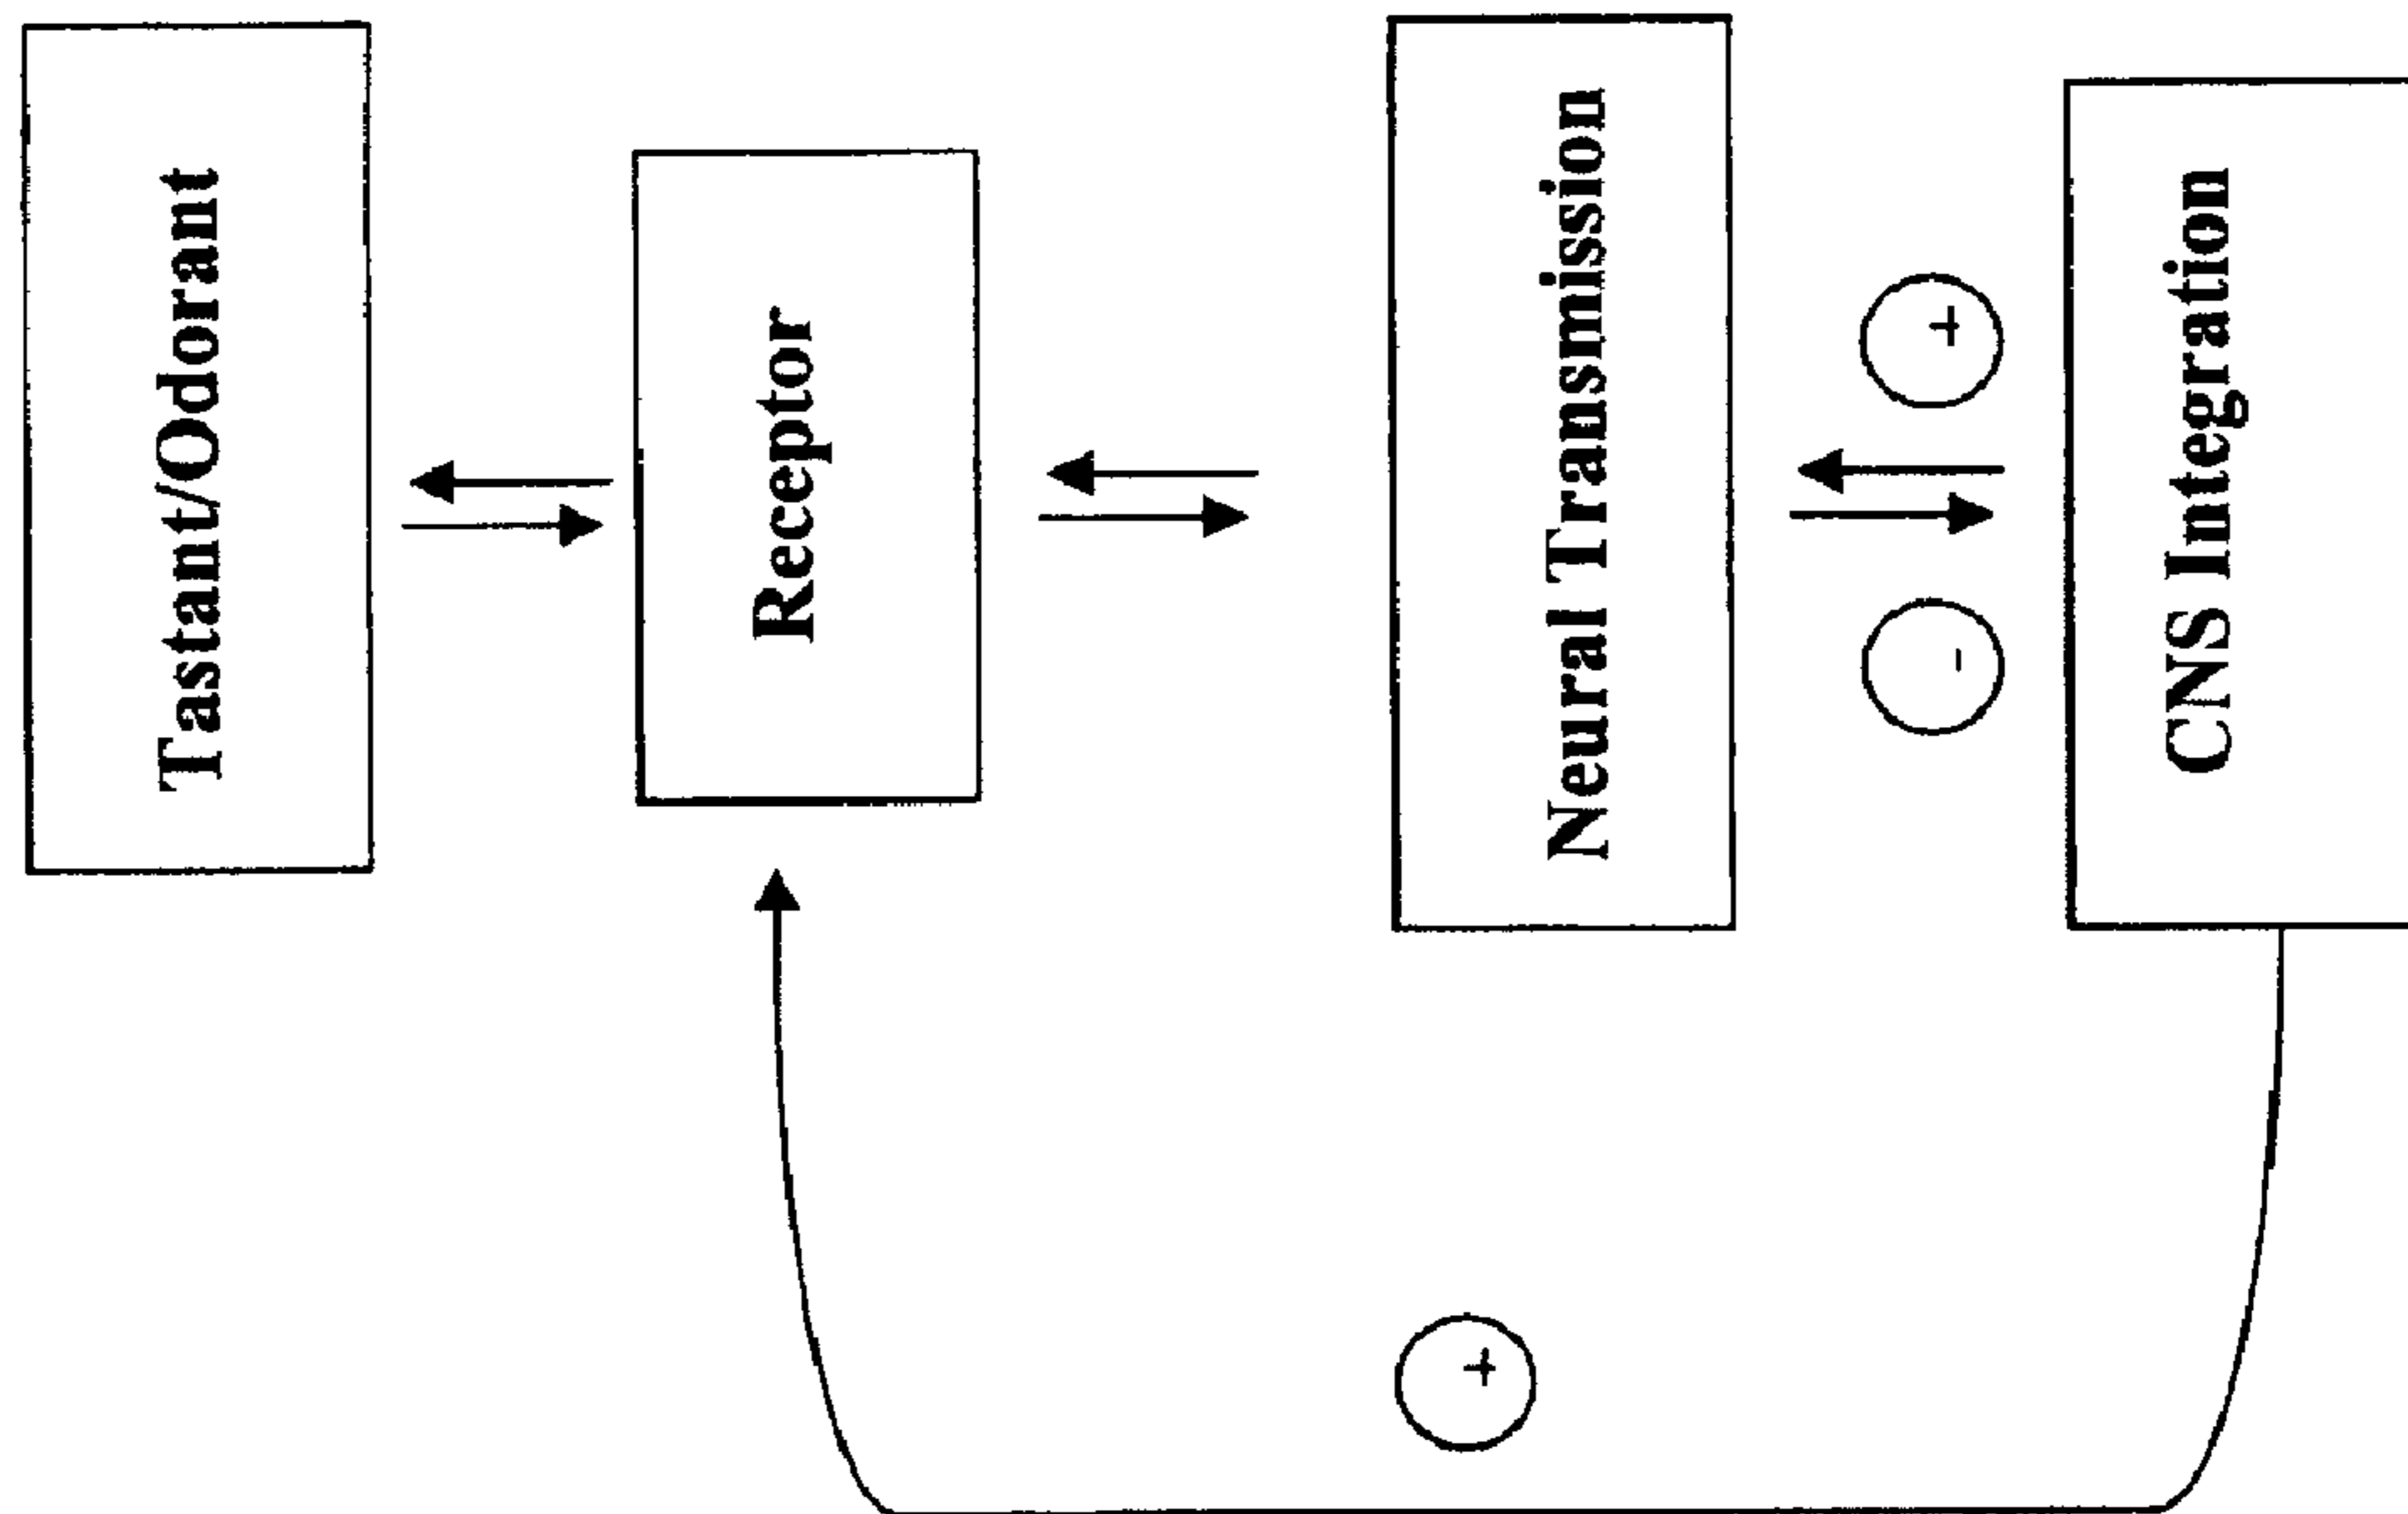 Tastant/Odorant
Receptor
+
Neural Transmission
- +
CNS Integration